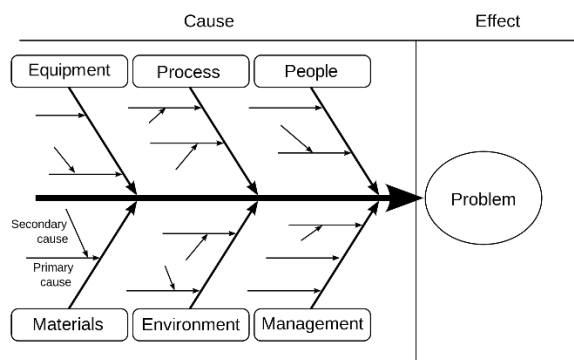 Cause
Effect
Equipment
Process
People
Problem
Secondary
cause
Primary
cause
Materials
Environment
Management